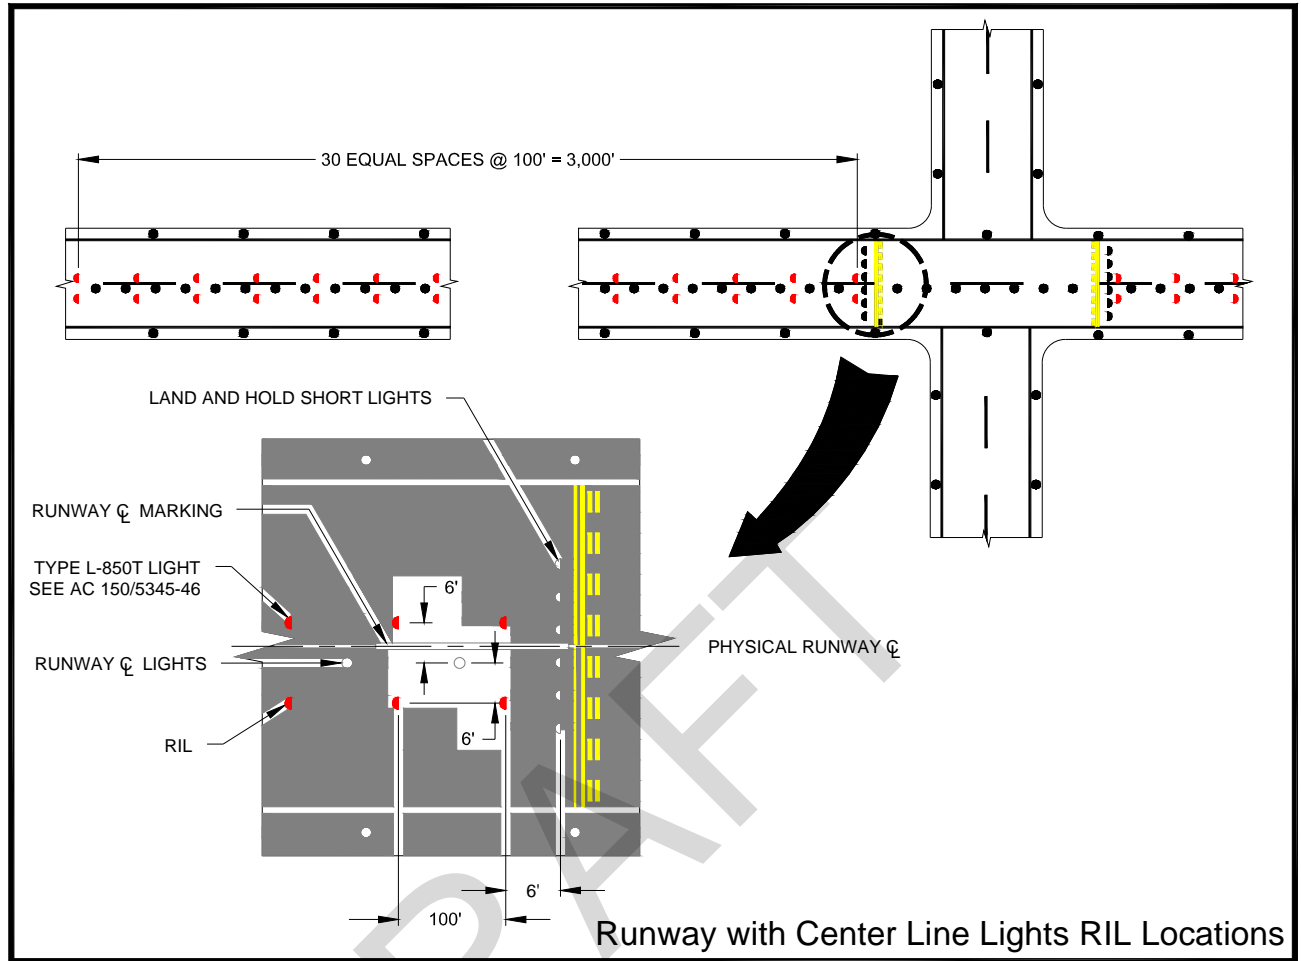 30 EQUAL SPACES @ 100' = 3,000'
LAND AND HOLD SHORT LIGHTS
RUNWAY ℄ MARKING
TYPE L-850T LIGHT
SEE AC 150/5345-46
RUNWAY ℄ LIGHTS
RIL
6'
6'
PHYSICAL RUNWAY ℄
6'
100'
Runway with Center Line Lights RIL Locations
RAFT